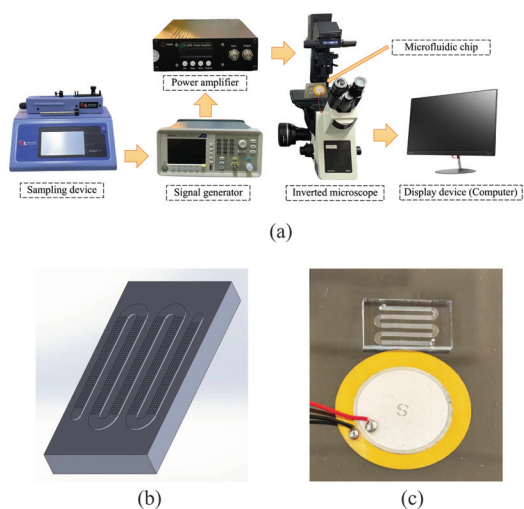 Microfluidic chip
Power amplifier
Sampling device
Signal generator
Inverted microscope
Display device (Computer)
(a)
S
(b)
(c)